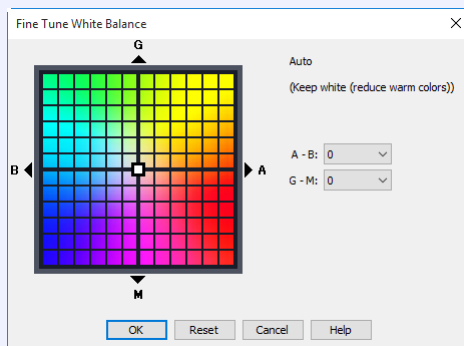 Fine Tune White Balance
G
Auto
(Keep white (reduce warm colors))
A - B: 0
B
A
G - M: 0
M
OK
Reset
Cancel
Help